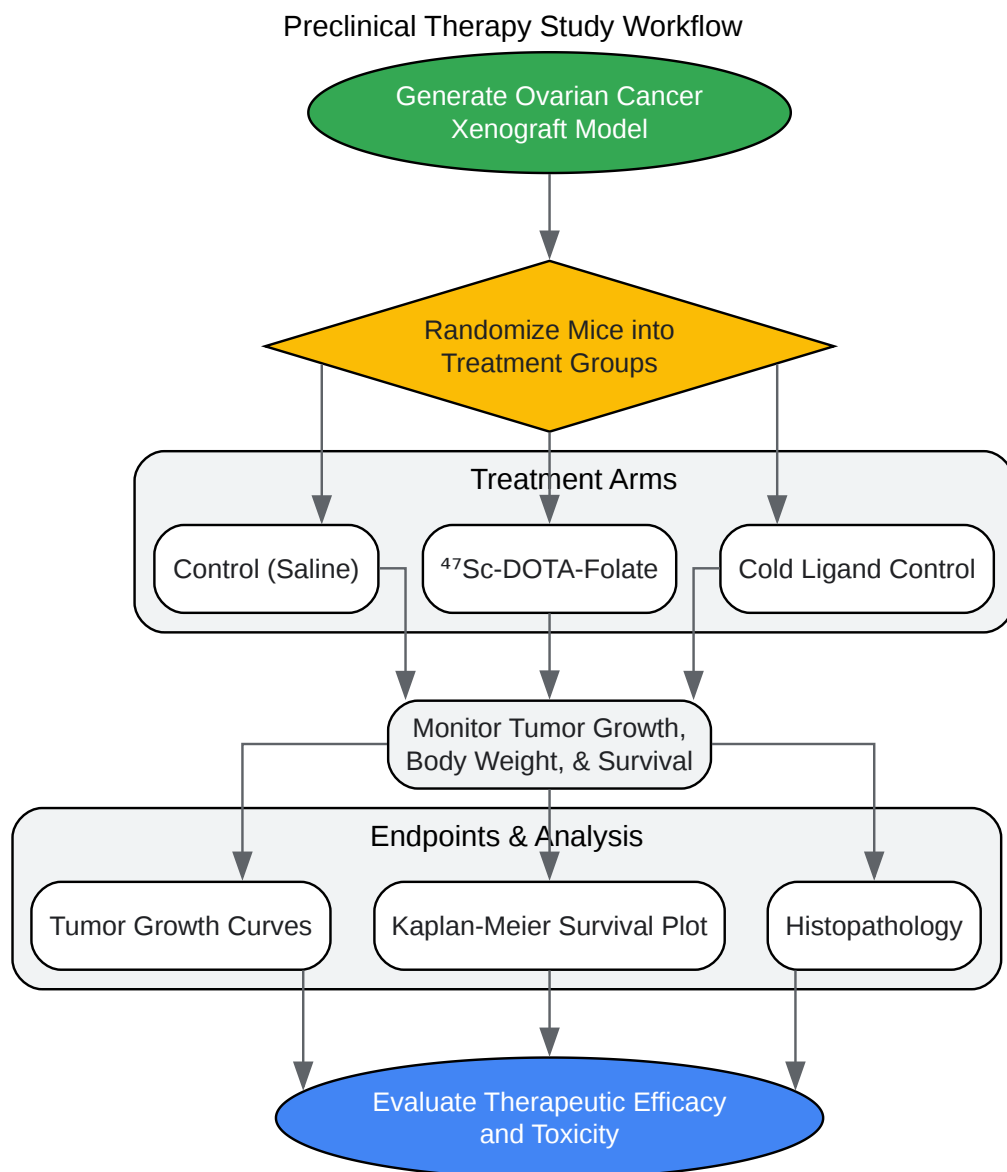 Preclinical Therapy Study Workflow
Generate Ovarian Cancer
Xenograft Model
Randomize Mice into
Treatment Groups
Treatment Arms
Control (Saline)
⁴⁷Sc-DOTA-Folate
Cold Ligand Control
Monitor Tumor Growth,
Body Weight, & Survival
Endpoints & Analysis
Tumor Growth Curves
Kaplan-Meier Survival Plot
Histopathology
Evaluate Therapeutic Efficacy
and Toxicity